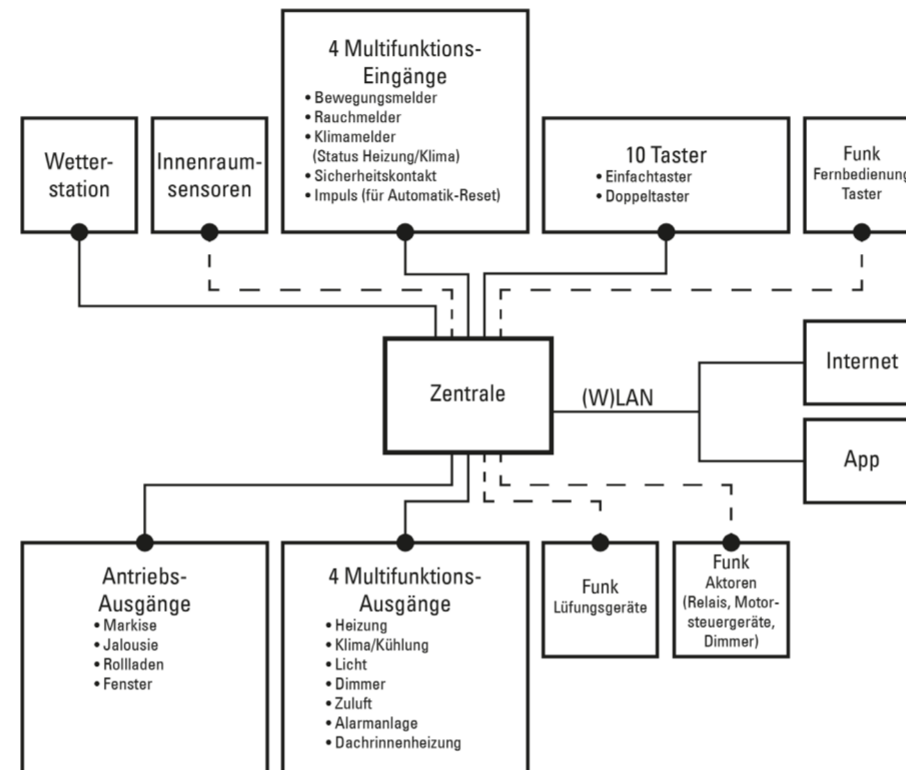 4 Multifunktions-
Eingänge
• Bewegungsmelder
• Rauchmelder
• Klimamelder
(Status Heizung/Klima)
• Sicherheitskontakt
• Impuls (für Automatik-Reset)
Wetter-
station
Innenraum-
sensoren
10 Taster
• Einfachtaster
• Doppeltaster
Funk
Fernbedienung
Taster
Zentrale
(W)LAN
Internet
App
Antriebs-
Ausgänge
• Markise
• Jalousie
• Rollladen
• Fenster
4 Multifunktions-
Ausgänge
• Heizung
• Klima/Kühlung
• Licht
• Dimmer
• Zuluft
• Alarmanlage
• Dachrinnenheizung
Funk
Lüfungsgeräte
Funk
Aktoren
(Relais, Motor-
steuergeräte,
Dimmer)